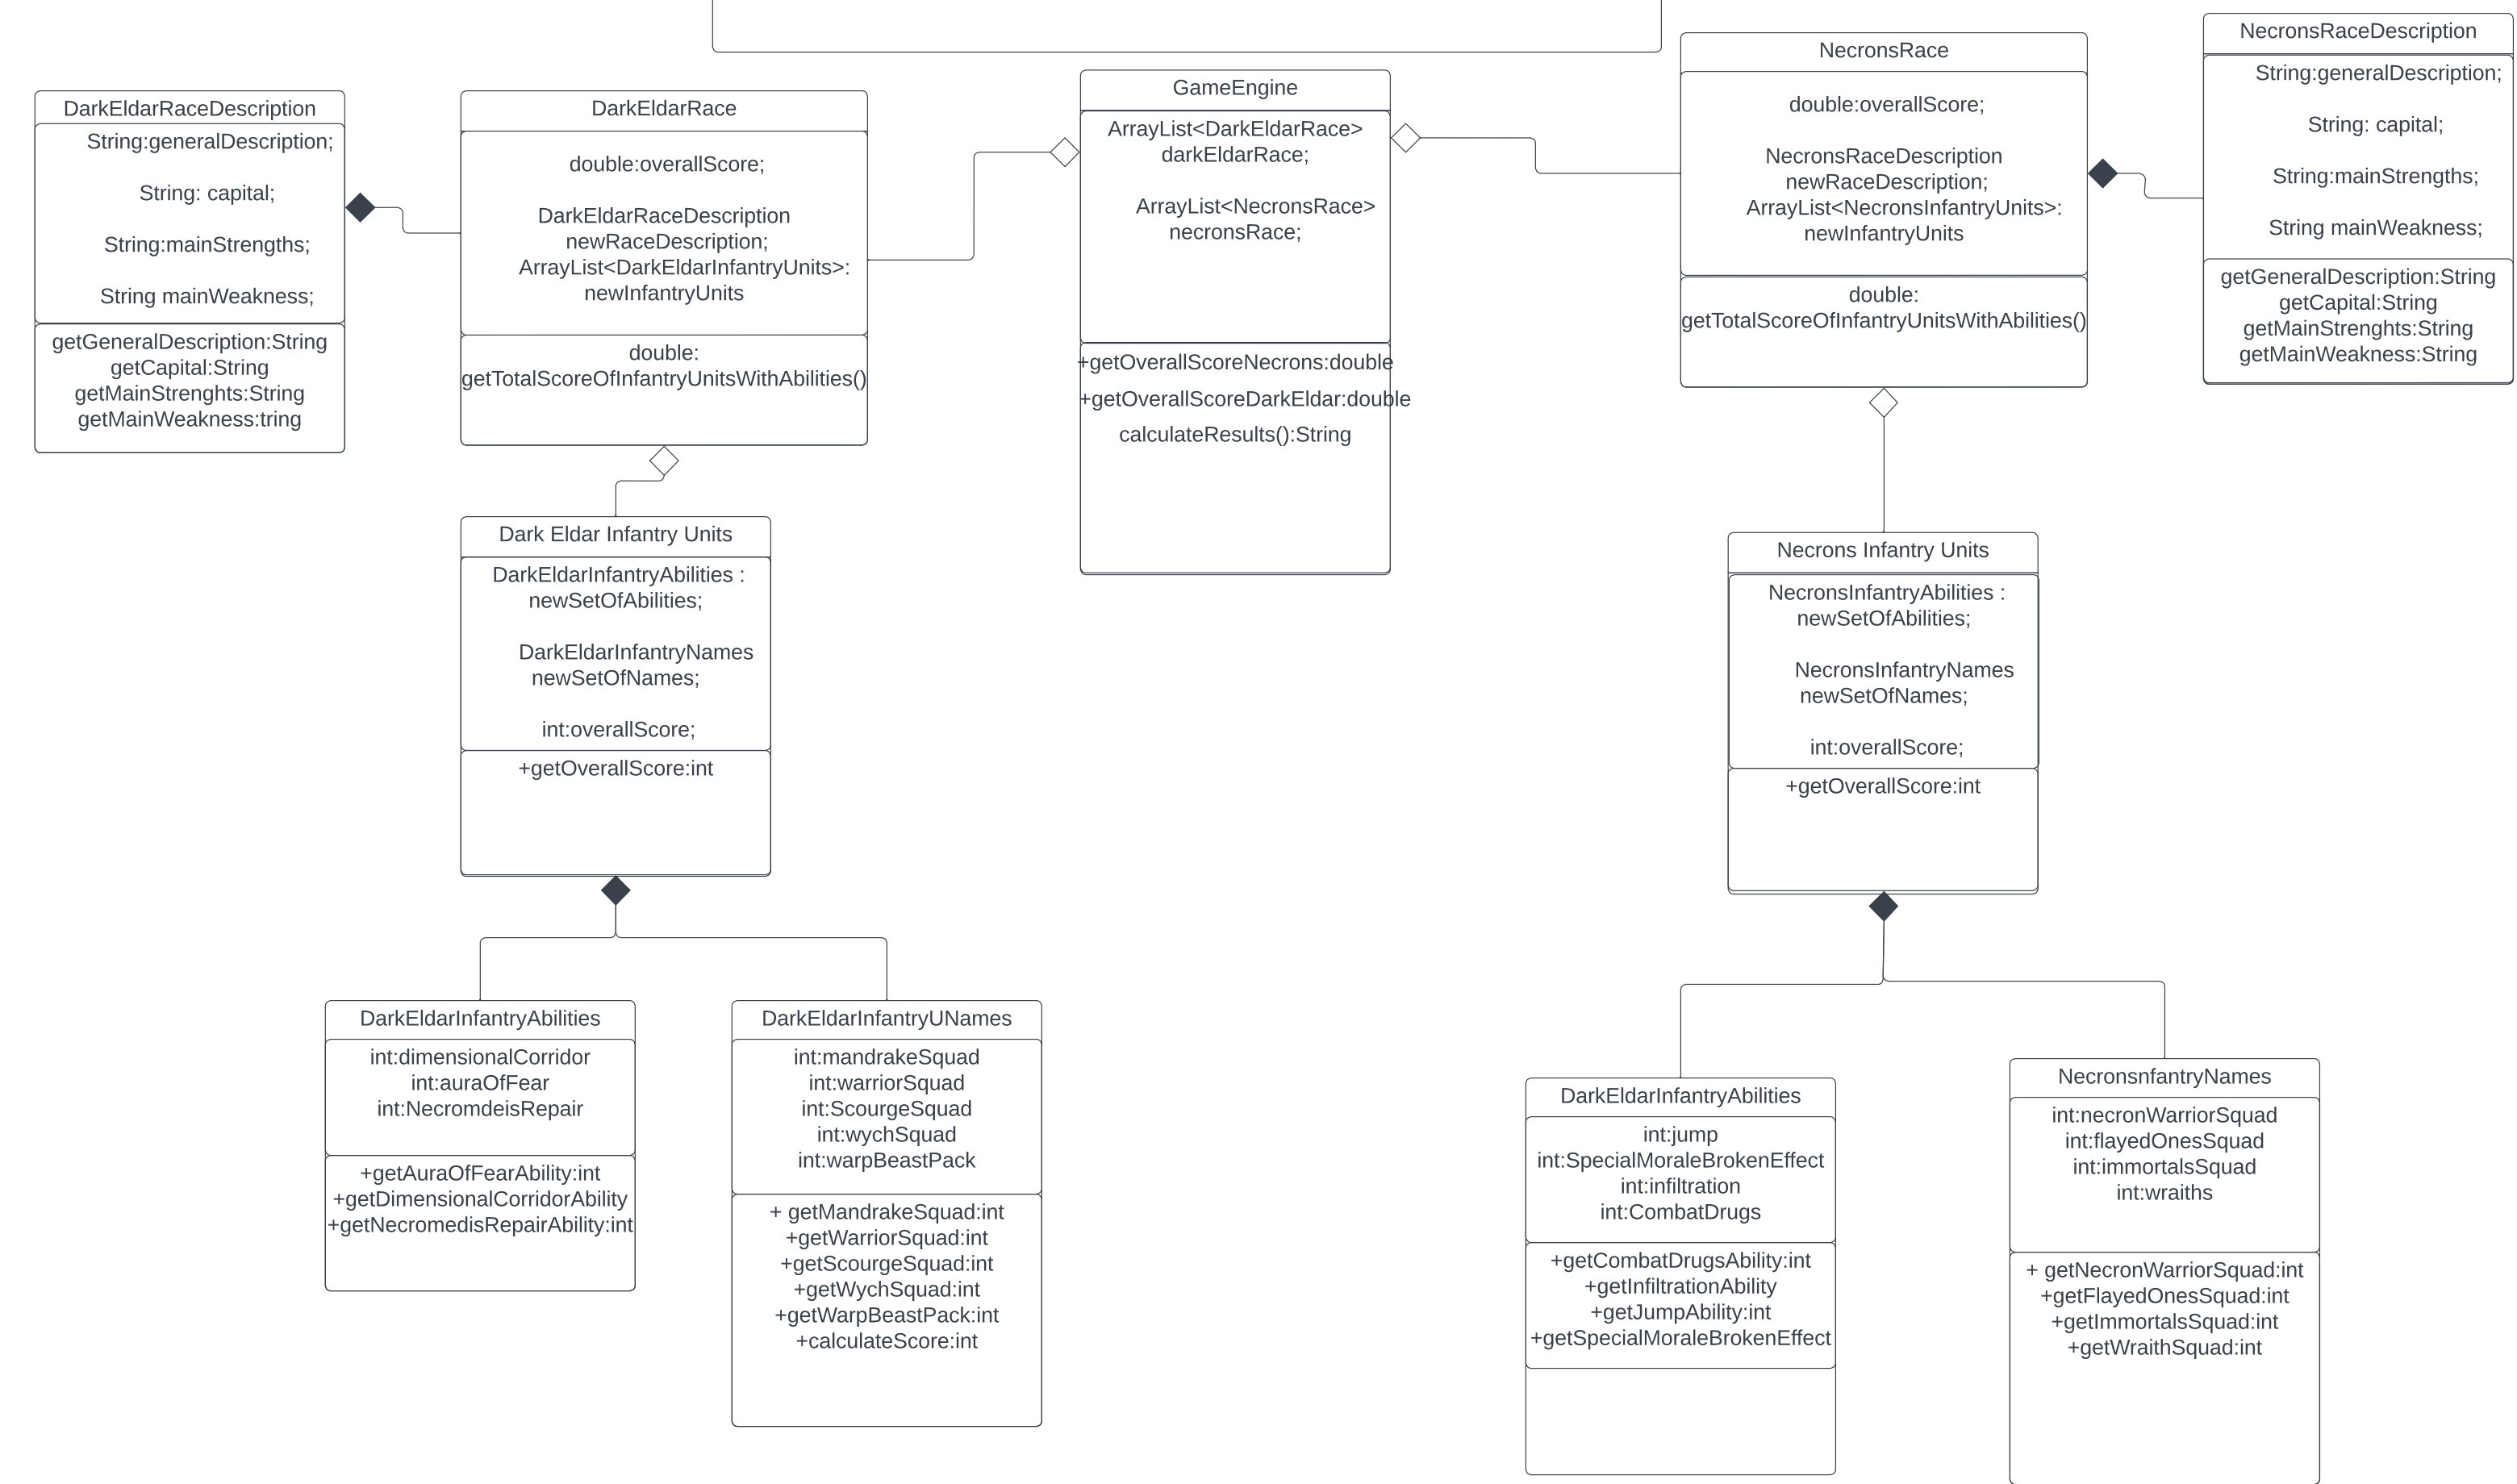 DarkEldarRaceDescription
String:generalDescription;
String: capital;
String:mainStrengths;
String mainWeakness;
getGeneralDescription:String
getCapital:String
getMainStrenghts:String
getMainWeakness:tring
DarkEldarRace
double:overallScore;
DarkEldarRaceDescription
newRaceDescription;
ArrayList<DarkEldarInfantryUnits>:
newInfantryUnits
double:
getTotalScoreOfInfantryUnitsWithAbilities()
GameEngine
ArrayList<DarkEldarRace>
darkEldarRace;
ArrayList<NecronsRace>
necronsRace;
+getOverallScoreNecrons:double
+getOverallScoreDarkEldar:double
calculateResults():String
NecronsRace
double:overallScore;
NecronsRaceDescription
newRaceDescription;
ArrayList<NecronsInfantryUnits>:
newInfantryUnits
double:
getTotalScoreOfInfantryUnitsWithAbilities()
NecronsRaceDescription
String:generalDescription;
String: capital;
String:mainStrengths;
String mainWeakness;
getGeneralDescription:String
getCapital:String
getMainStrenghts:String
getMainWeakness:String
Dark Eldar Infantry Units
DarkEldarInfantryAbilities :
newSetOfAbilities;
DarkEldarInfantryNames
newSetOfNames;
int:overallScore;
+getOverallScore:int
Necrons Infantry Units
NecronsInfantryAbilities :
newSetOfAbilities;
NecronsInfantryNames
newSetOfNames;
int:overallScore;
+getOverallScore:int
DarkEldarInfantryAbilities
int:dimensionalCorridor
int:auraOfFear
int:NecromdeisRepair
+getAuraOfFearAbility:int
+getDimensionalCorridorAbility
+getNecromedisRepairAbility:int
DarkEldarInfantryUNames
int:mandrakeSquad
int:warriorSquad
int:ScourgeSquad
int:wychSquad
int:warpBeastPack
+ getMandrakeSquad:int
+getWarriorSquad:int
+getScourgeSquad:int
+getWychSquad:int
+getWarpBeastPack:int
+calculateScore:int
DarkEldarInfantryAbilities
int:jump
int:SpecialMoraleBrokenEffect
int:infiltration
int:CombatDrugs
+getCombatDrugsAbility:int
+getInfiltrationAbility
+getJumpAbility:int
+getSpecialMoraleBrokenEffect
NecronsnfantryNames
int:necronWarriorSquad
int:flayedOnesSquad
int:immortalsSquad
int:wraiths
+ getNecronWarriorSquad:int
+getFlayedOnesSquad:int
+getImmortalsSquad:int
+getWraithSquad:int